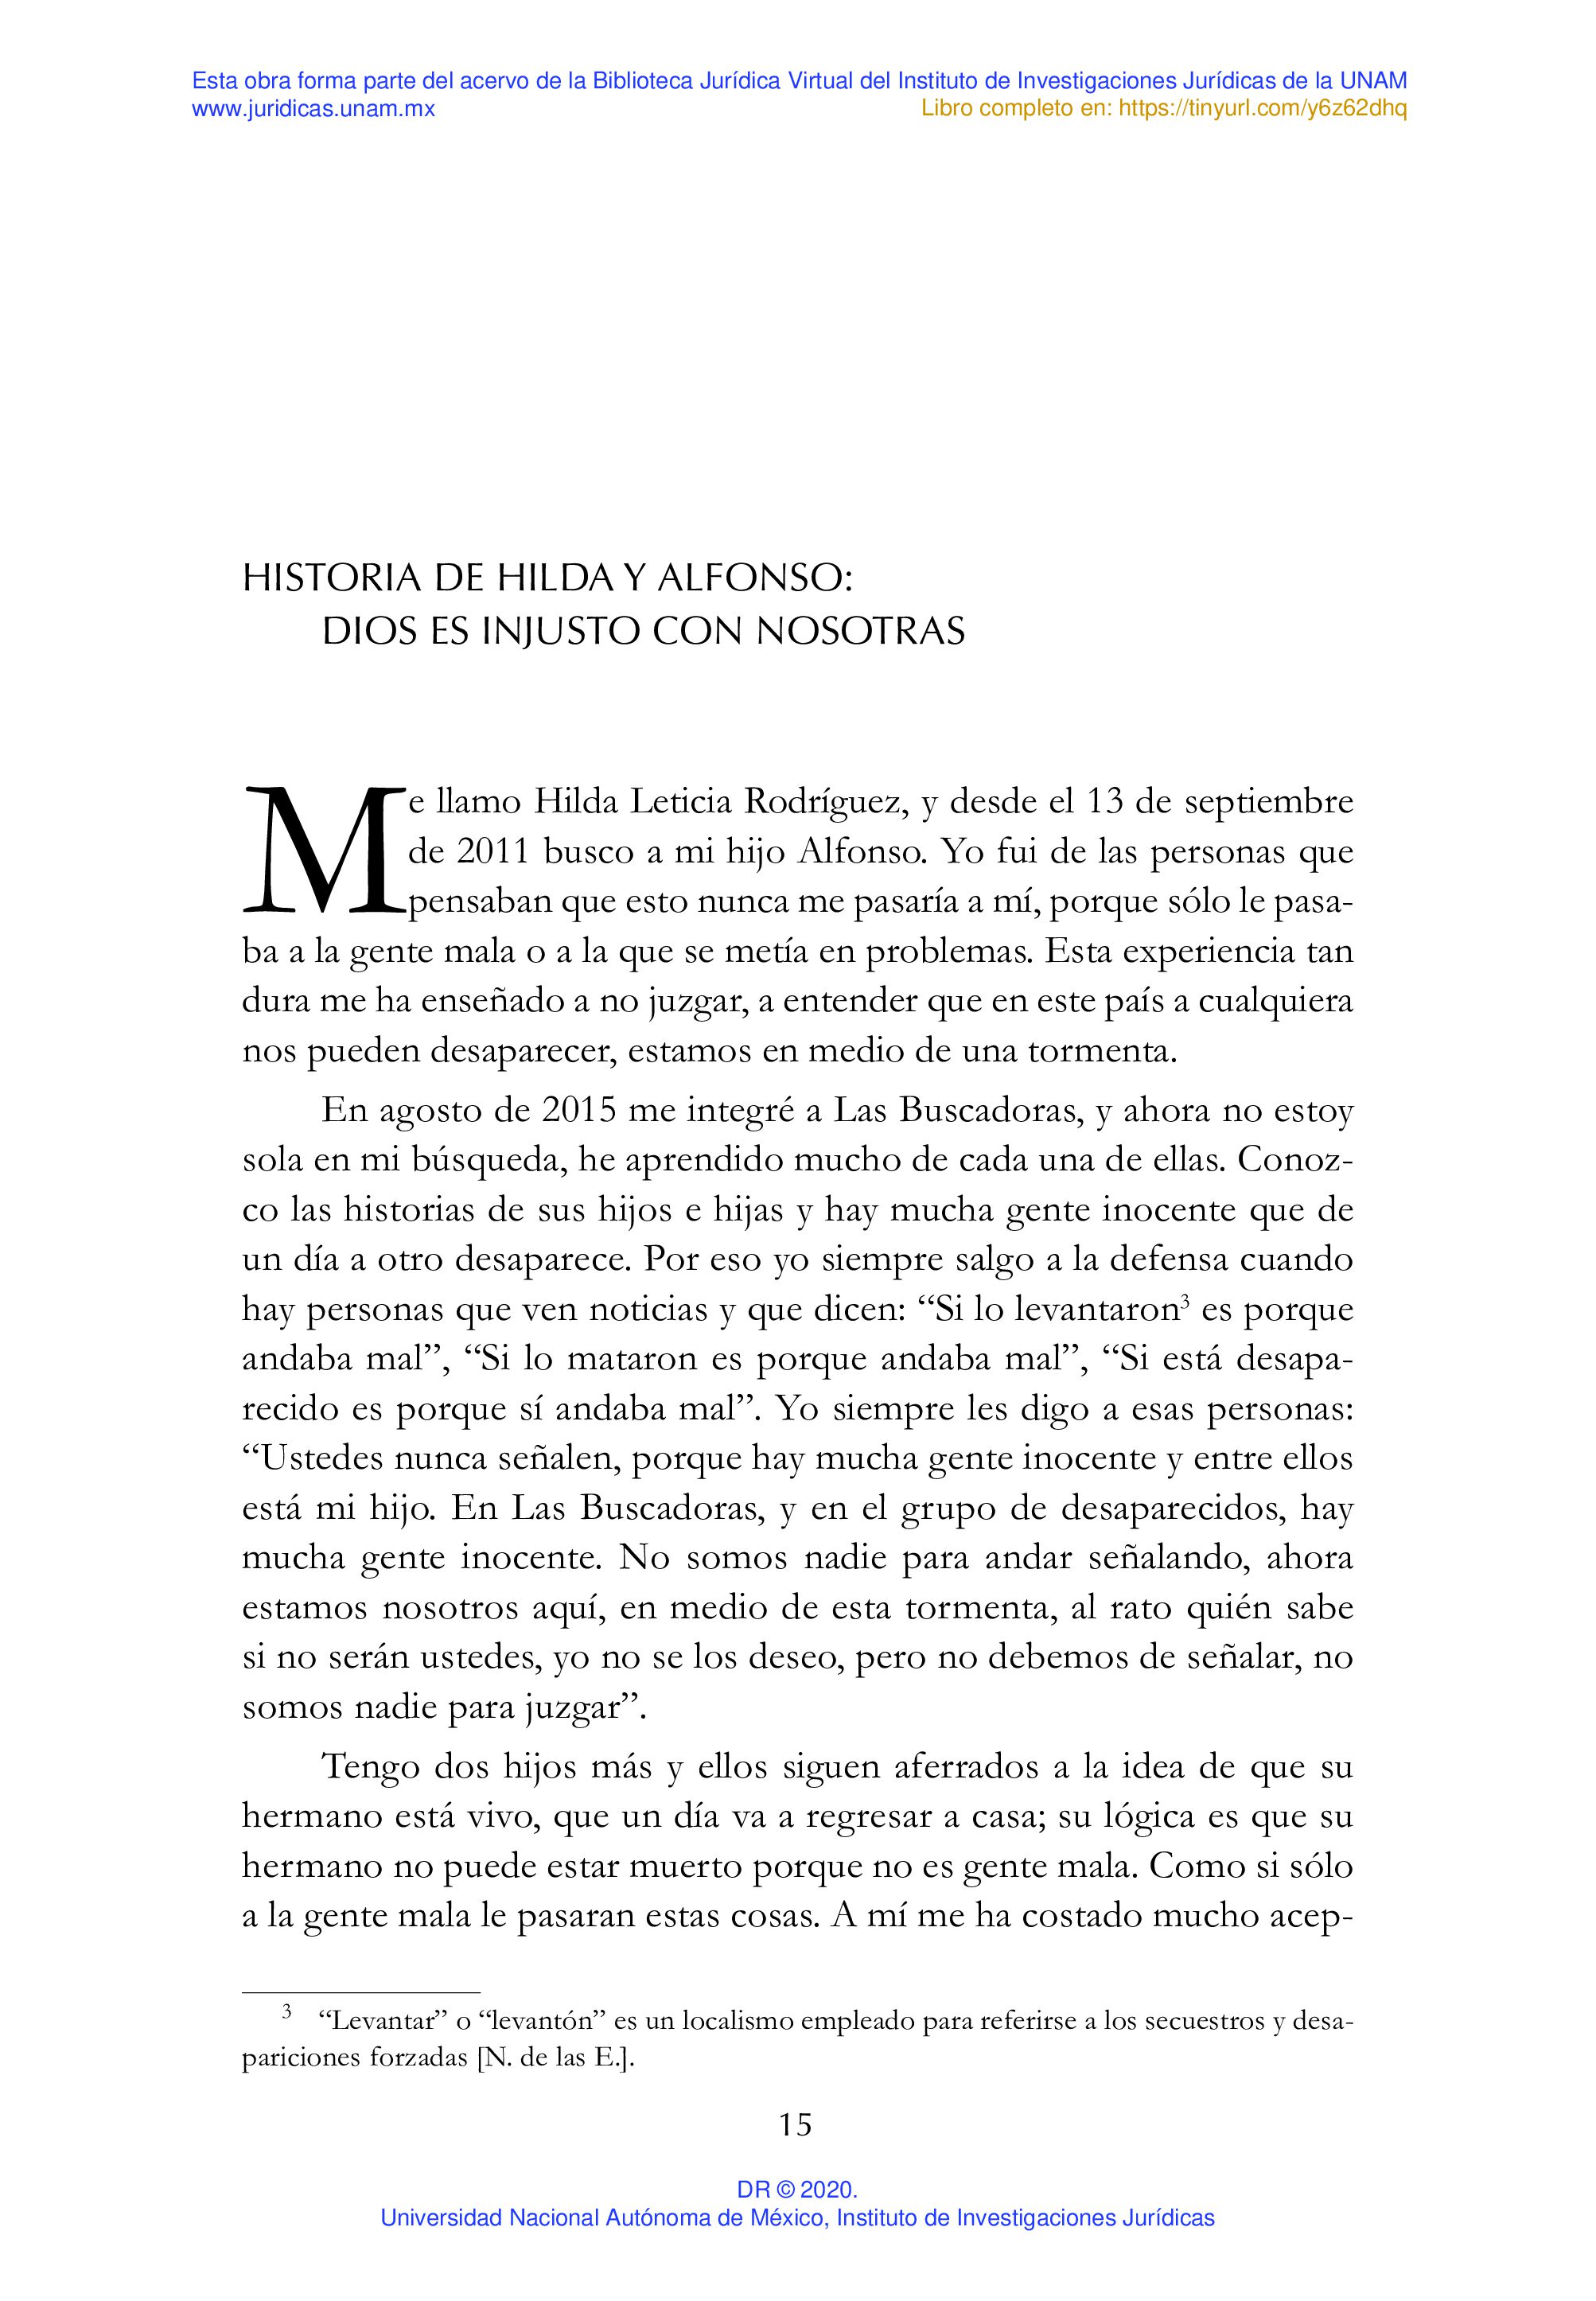 Esta obra forma parte del acervo de la Biblioteca Jurídica Virtual del Instituto de Investigaciones Jurídicas de la UNAM
www.juridicas.unam.mx
Libro completo en: https://tinyurl.com/y6z62dhq
HISTORIA DE HILDA Y ALFONSO:
DIOS ES INJUSTO CON NOSOTRAS
Me llamo Hilda Leticia Rodríguez, y desde el 13 de septiembre
de 2011 busco a mi hijo Alfonso. Yo fui de las personas que
pensaban que esto nunca me pasaría a mí, porque sólo le pasa-
ba a la gente mala o a la que se metía en problemas. Esta experiencia tan
dura me ha enseñado a no juzgar, a entender que en este país a cualquiera
nos pueden desaparecer, estamos en medio de una tormenta.
En agosto de 2015 me integré a Las Buscadoras, y ahora no estoy
sola en mi búsqueda, he aprendido mucho de cada una de ellas. Conoz-
co las historias de sus hijos e hijas y hay mucha gente inocente que de
un día a otro desaparece. Por eso yo siempre salgo a la defensa cuando
hay personas que ven noticias y que dicen: “Si lo levantaron³ es porque
andaba mal”, “Si lo mataron es porque andaba mal”, “Si está desapa-
recido es porque sí andaba mal”. Yo siempre les digo a esas personas:
“Ustedes nunca señalen, porque hay mucha gente inocente y entre ellos
está mi hijo. En Las Buscadoras, y en el grupo de desaparecidos, hay
mucha gente inocente. No somos nadie para andar señalando, ahora
estamos nosotros aquí, en medio de esta tormenta, al rato quién sabe
si no serán ustedes, yo no se los deseo, pero no debemos de señalar, no
somos nadie para juzgar”.
Tengo dos hijos más y ellos siguen aferrados a la idea de que su
hermano está vivo, que un día va a regresar a casa; su lógica es que su
hermano no puede estar muerto porque no es gente mala. Como si sólo
a la gente mala le pasaran estas cosas. A mí me ha costado mucho acep-
³ “Levantar” o “levantón” es un localismo empleado para referirse a los secuestros y desa-
pariciones forzadas [N. de las E.].
15
DR © 2020.
Universidad Nacional Autónoma de México, Instituto de Investigaciones Jurídicas